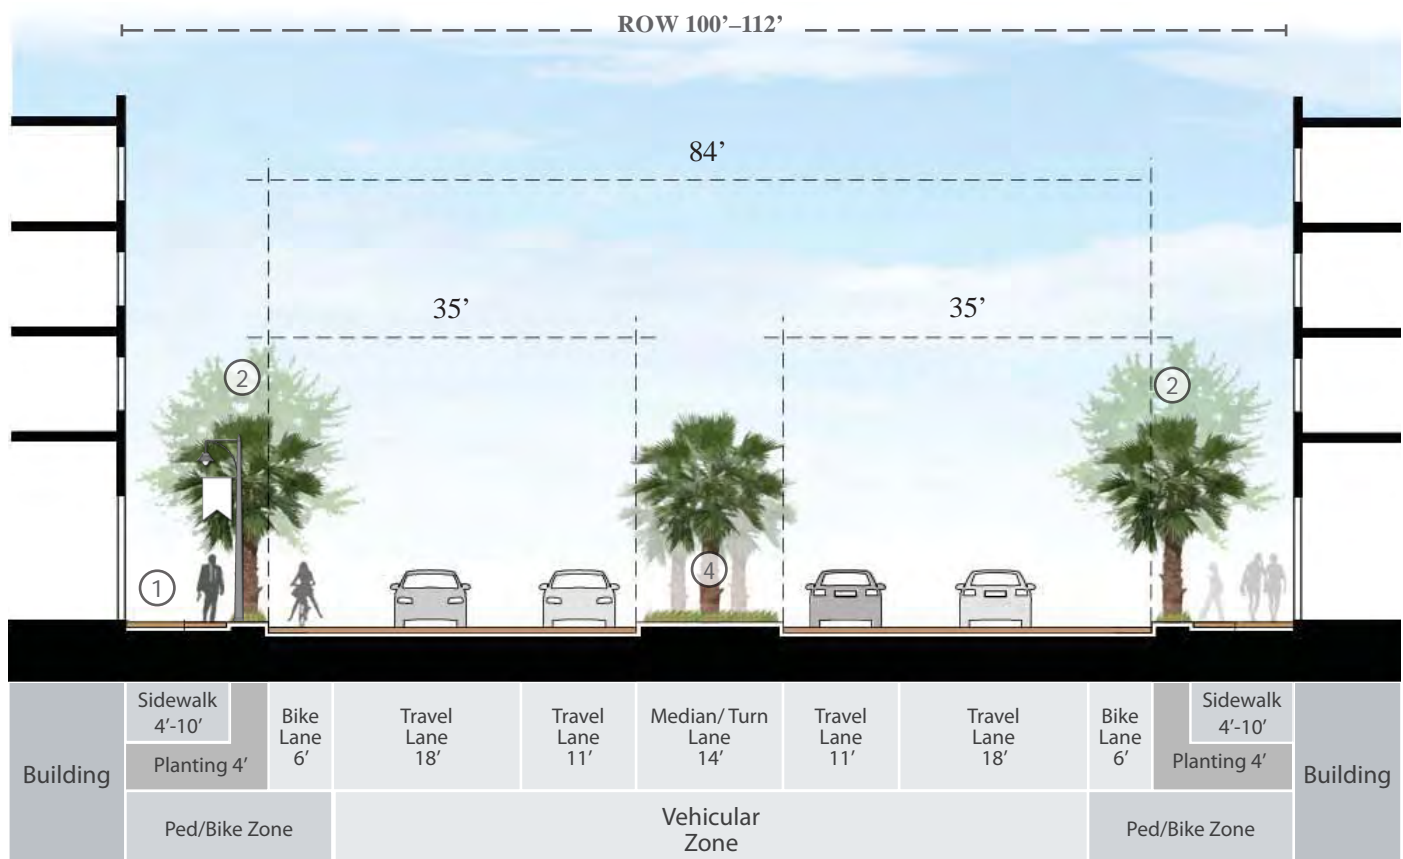 ROW 100’–112’
84’
35’
35’
2
2
1
4
Building
Sidewalk
4’-10’
Planting 4’
Bike
Lane
6’
Travel
Lane
18’
Travel
Lane
11’
Median/ Turn
Lane
14’
Travel
Lane
11’
Travel
Lane
18’
Bike
Lane
6’
Sidewalk
4’-10’
Planting 4’
Building
Ped/Bike Zone
Vehicular
Zone
Ped/Bike Zone